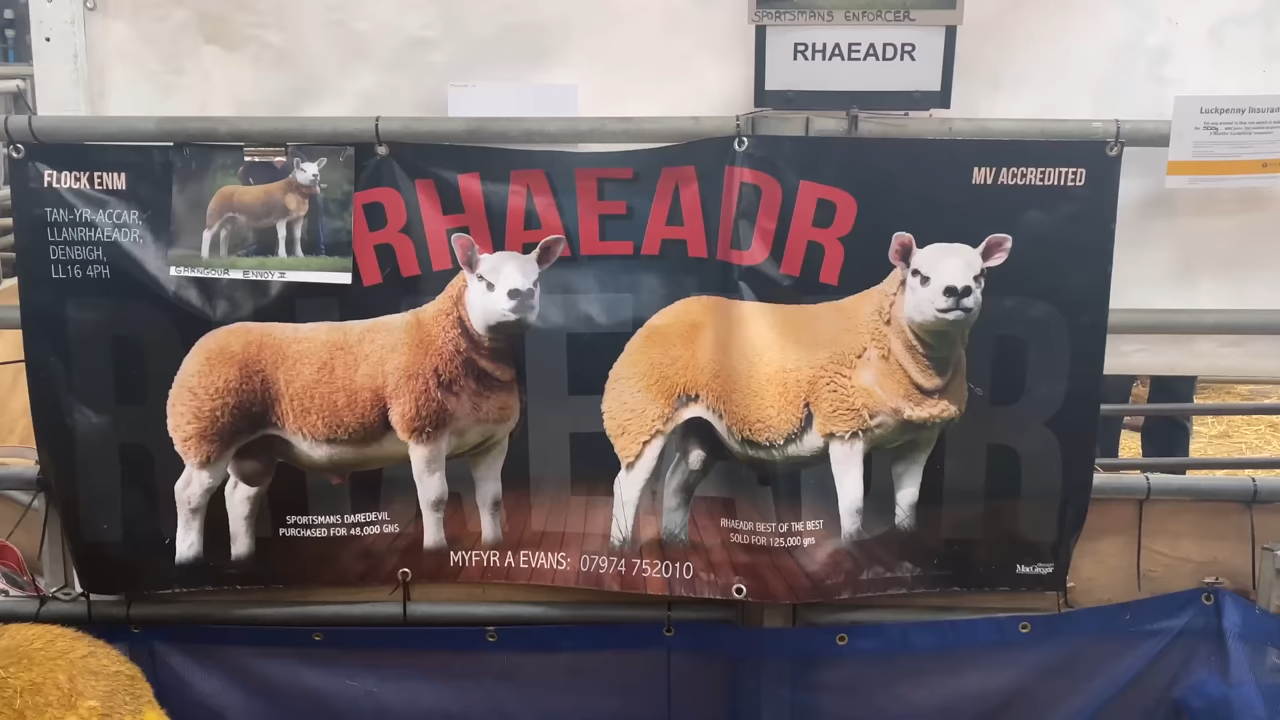 SPORTSMANS ENFORCER
RHAEADR
Luckpenny Insuran
FLOCK ENM
TAN-YR-ACCAR,
LLANRHAEADR,
DENBIGH,
LL16 4PH
GARNGOUR ENVOY II
RHAEADR
MV ACCREDITED
SPORTSMANS DAREDEVIL
PURCHASED FOR 48,000 GNS
RHAEADR BEST OF THE BEST
SOLD FOR 125,000 gns
MYFYR A EVANS: 07974 752010
MacGregor